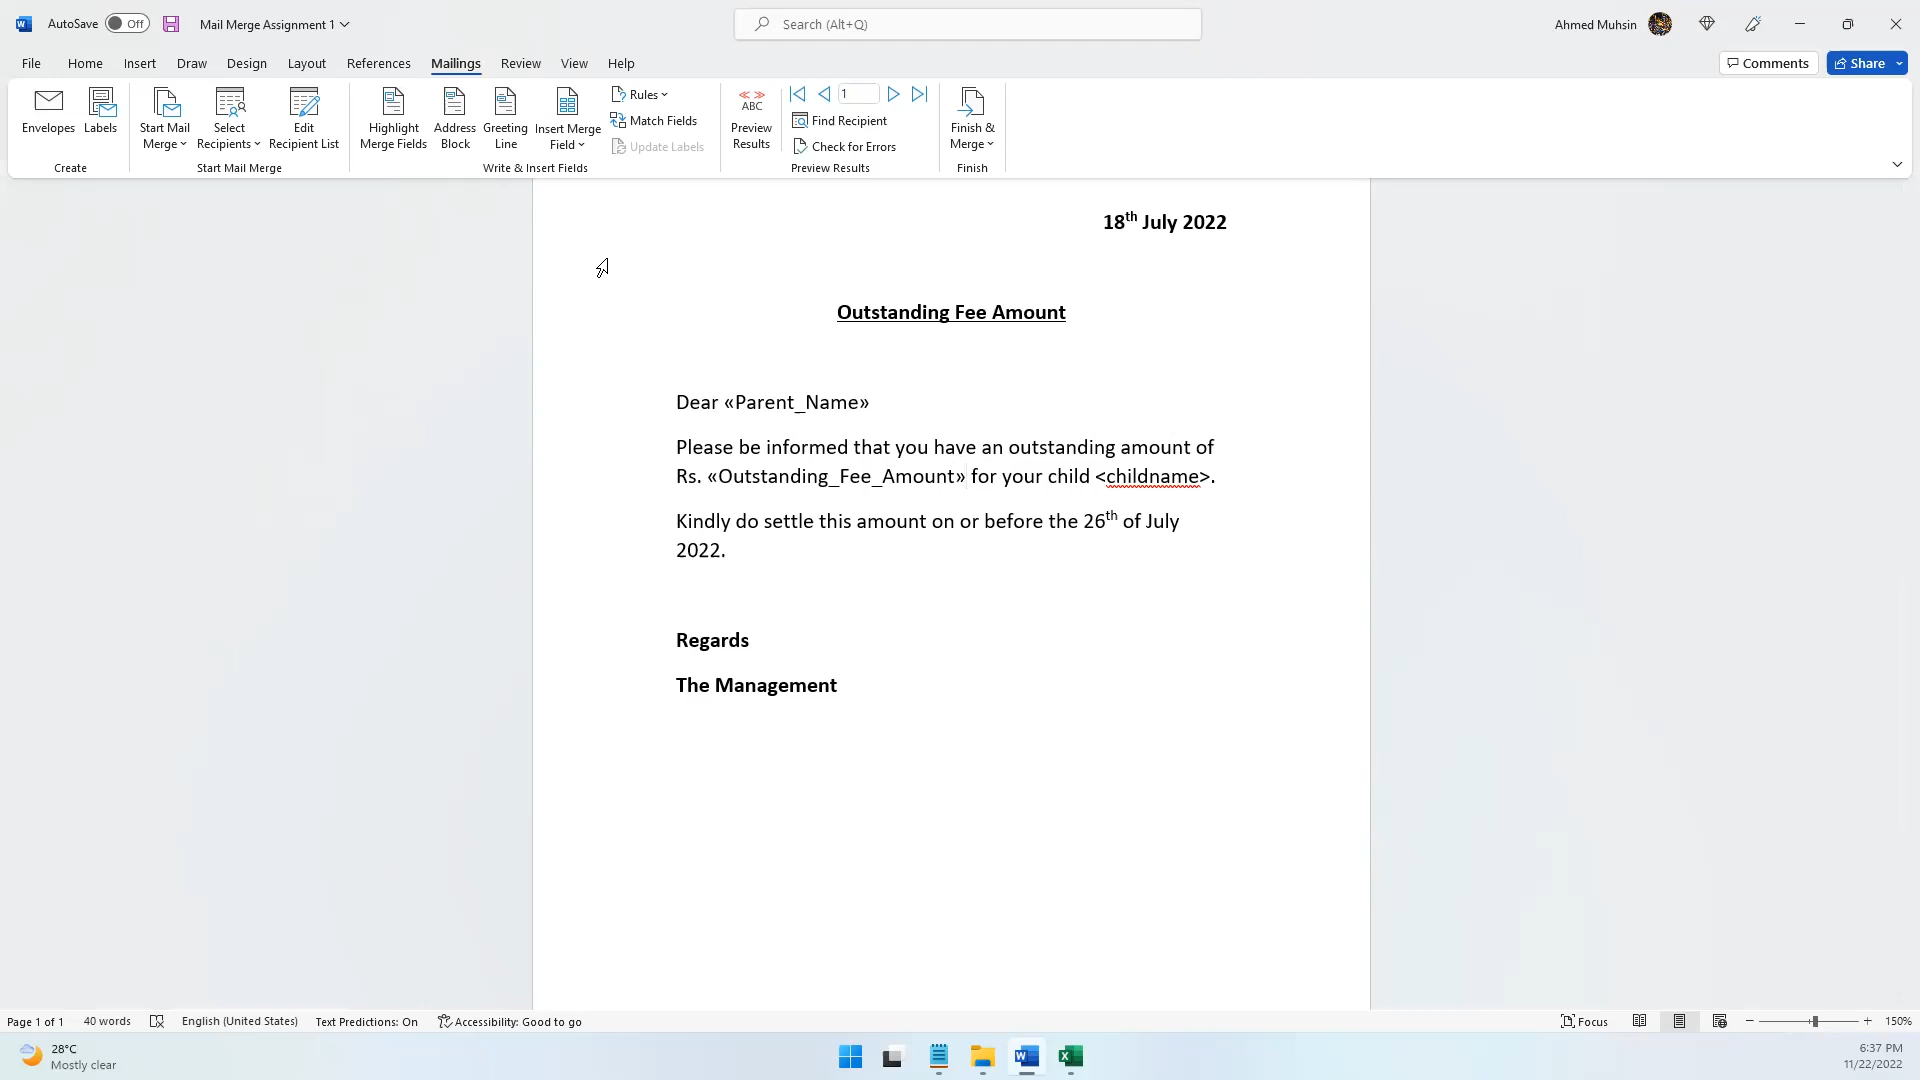 AutoSave Off Mail Merge Assignment 1 Search (Alt+Q) Ahmed Muhsin
File Home Insert Draw Design Layout References Mailings Review View Help Comments Share
Envelopes
Labels
Create
Start Mail
Merge
Select
Recipients
Edit
Recipient List
Start Mail Merge
Highlight
Merge Fields
Address
Block
Greeting
Line
Insert Merge
Field
Rules
Match Fields
Update Labels
Write & Insert Fields
ABC
Preview
Results
1
Find Recipient
Check for Errors
Preview Results
Finish &
Merge
Finish
18th July 2022
Outstanding Fee Amount
Dear «Parent_Name»
Please be informed that you have an outstanding amount of
Rs. «Outstanding_Fee_Amount» for your child <childname>.
Kindly do settle this amount on or before the 26th of July
2022.
Regards
The Management
Page 1 of 1 40 words English (United States) Text Predictions: On Accessibility: Good to go Focus 150%
28°C
Mostly clear
6:37 PM
11/22/2022